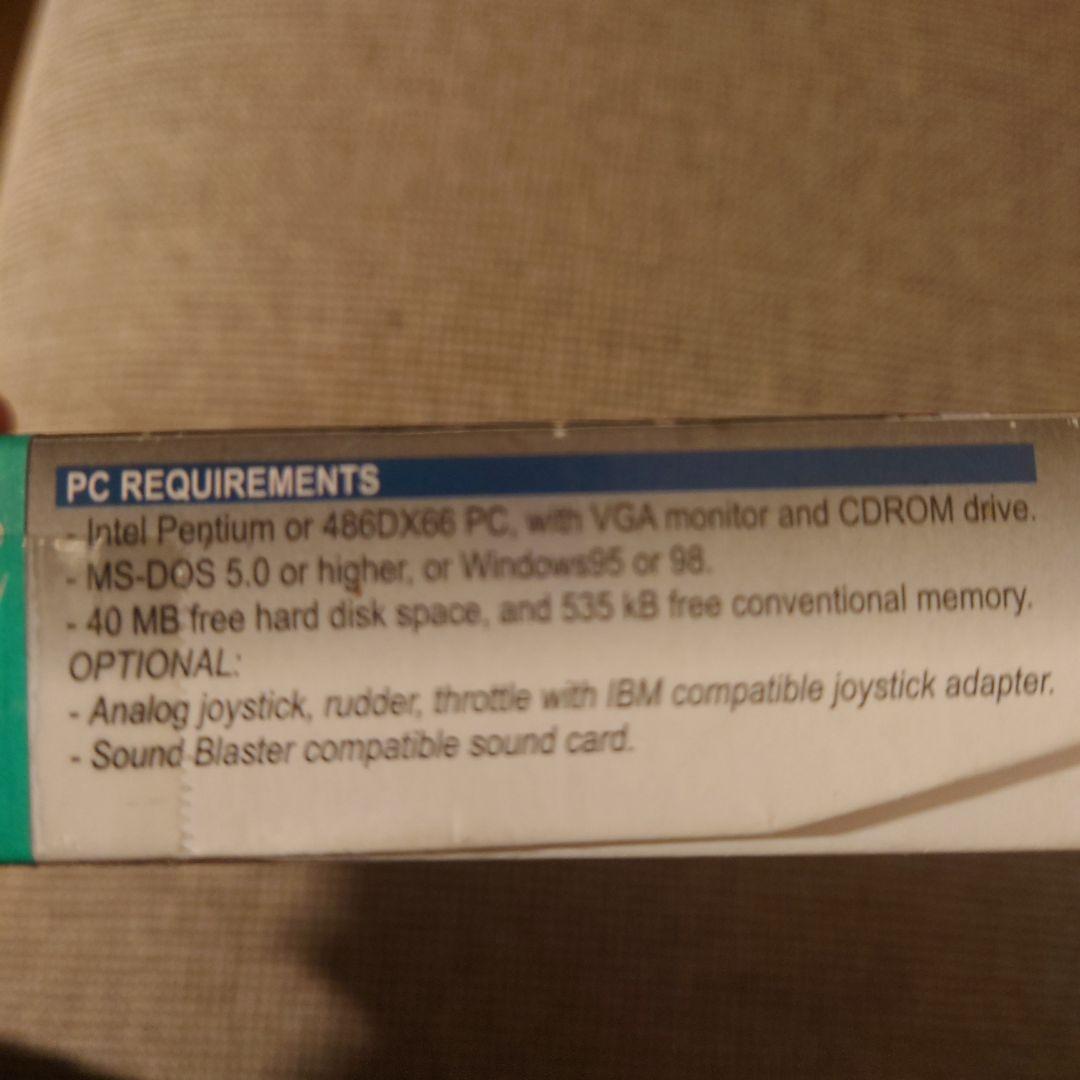 PC REQUIREMENTS
- Intel Pentium or 486DX66 PC, with VGA monitor and CDROM drive.
- MS-DOS 5.0 or higher, or Windows95 or 98.
- 40 MB free hard disk space, and 535 kB free conventional memory.
OPTIONAL:
- Analog joystick, rudder, throttle with IBM compatible joystick adapter.
- Sound Blaster compatible sound card.